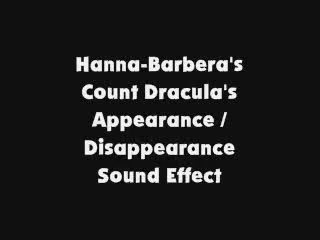 Hanna-Barbera's
Count Dracula's
Appearance /
Disappearance
Sound Effect